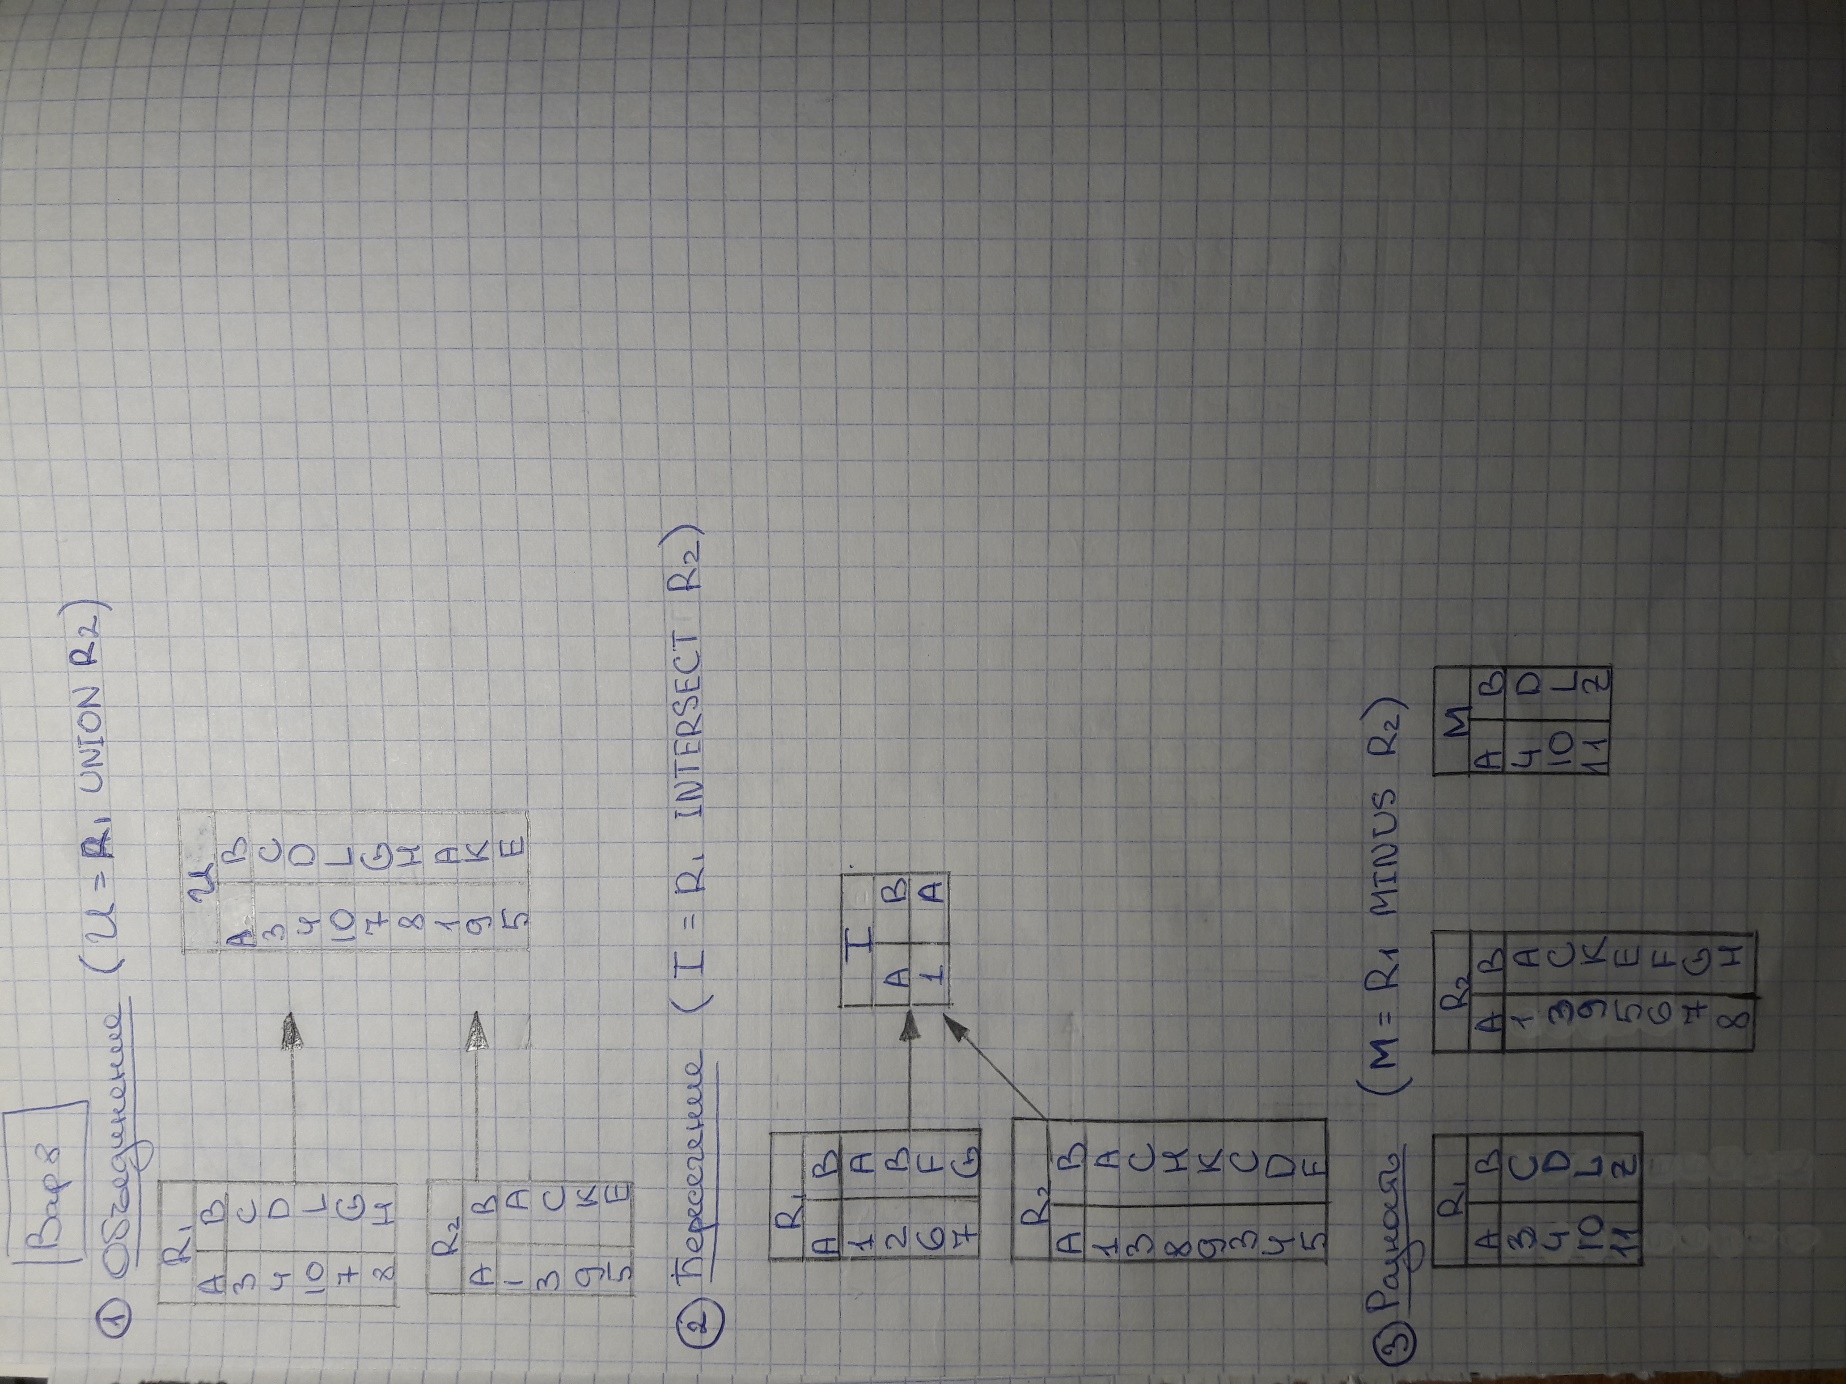 Вар 8
① Объединение (U = R1 UNION R2)
R1
A B
3 C
4 D
10 L
7 G
8 H
U
A B
3 C
4 D
10 L
7 G
8 H
1 A
9 K
5 E
R2
A B
1 A
3 C
9 K
5 E
② Пересечение (I = R1 INTERSECT R2)
R1
A B
1 A
2 B
6 F
7 G
I
A B
1 A
R2
A B
1 A
3 C
8 H
9 K
3 C
4 D
5 E
③ Разность (M = R1 MINUS R2)
R1
A B
3 C
4 D
10 L
11 Z
R2
A B
1 A
3 C
9 K
5 E
6 F
7 G
8 H
M
A B
4 D
10 L
11 Z